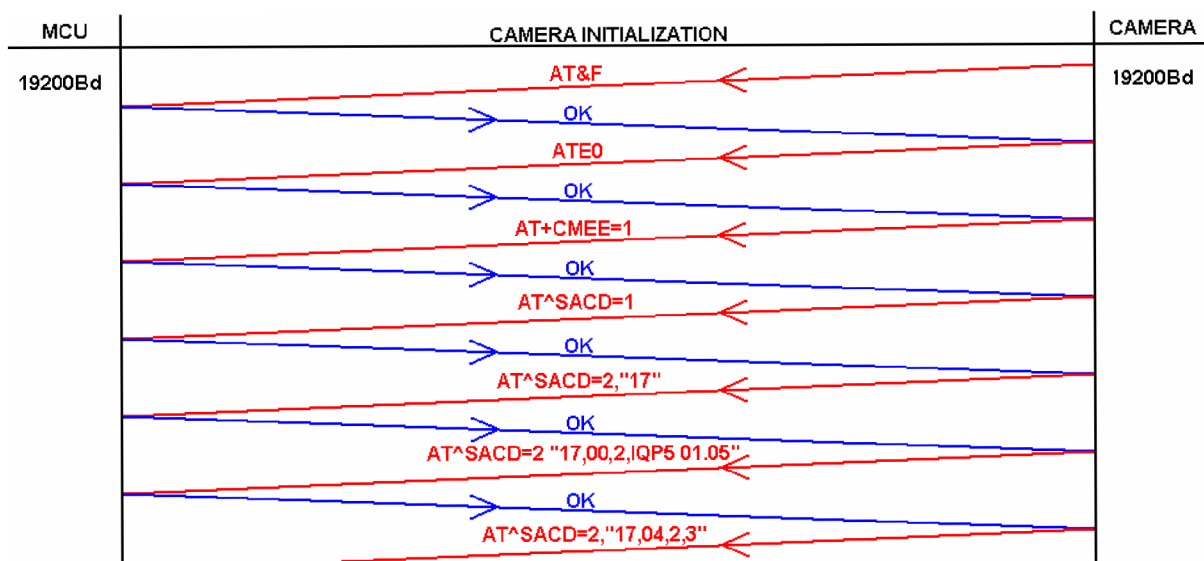 MCU
CAMERA INITIALIZATION
CAMERA
19200Bd
AT&F
19200Bd
OK
ATE0
OK
AT+CMEE=1
OK
AT^SACD=1
OK
AT^SACD=2,"17"
OK
AT^SACD=2 "17,00,2,IQP5 01.05"
OK
AT^SACD=2,"17,04,2,3"